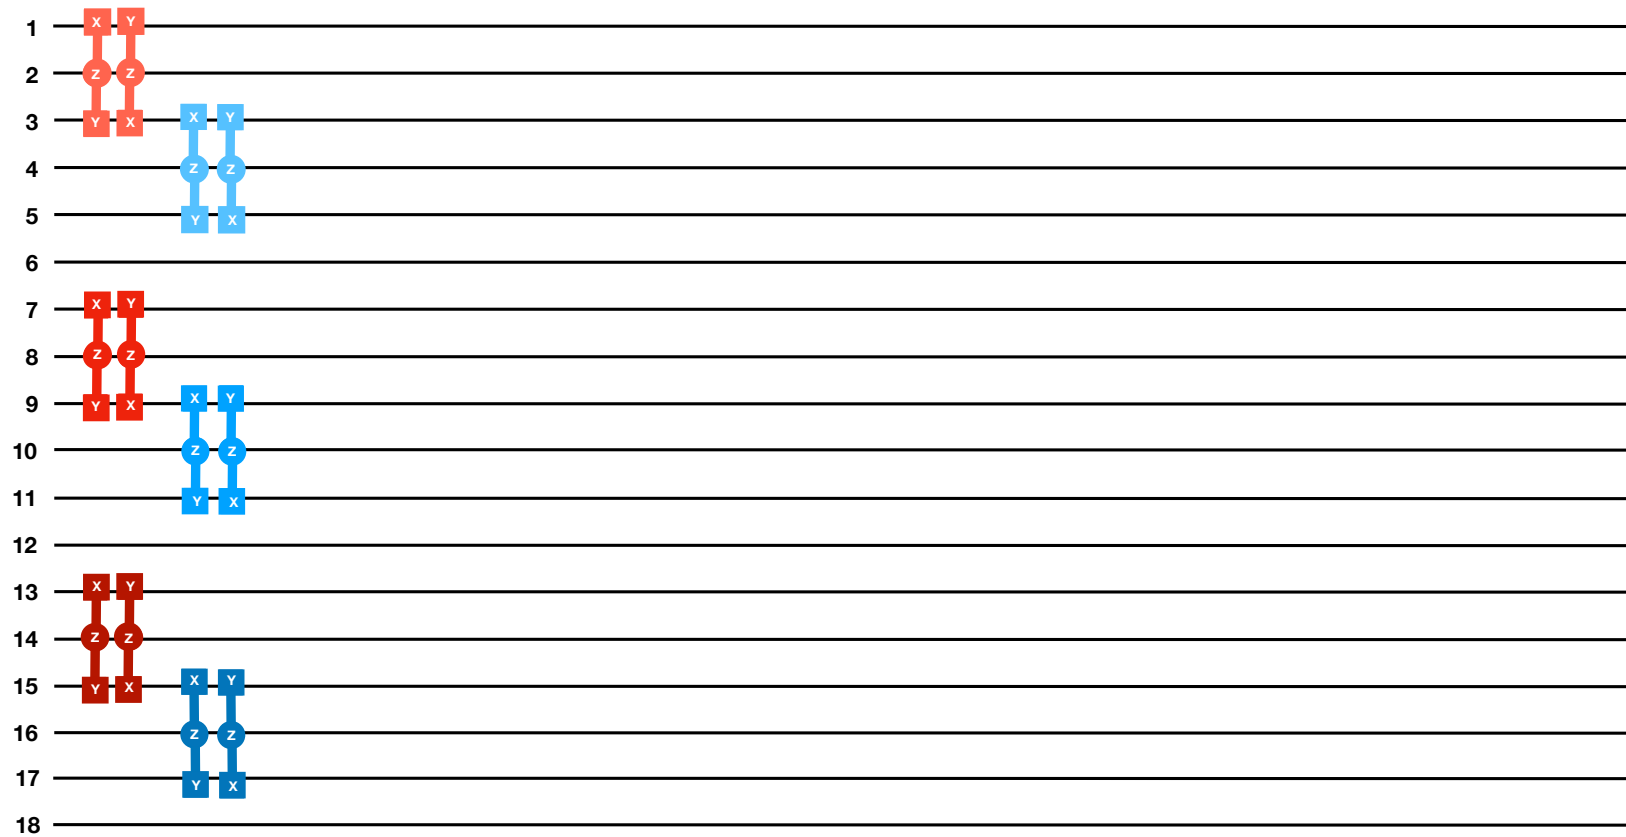 1 X Y
2 Z Z
3 Y X X Y
4 Z Z
5 Y X
6
7 X Y
8 Z Z
9 Y X X Y
10 Z Z
11 Y X
12
13 X Y
14 Z Z
15 Y X X Y
16 Z Z
17 Y X
18